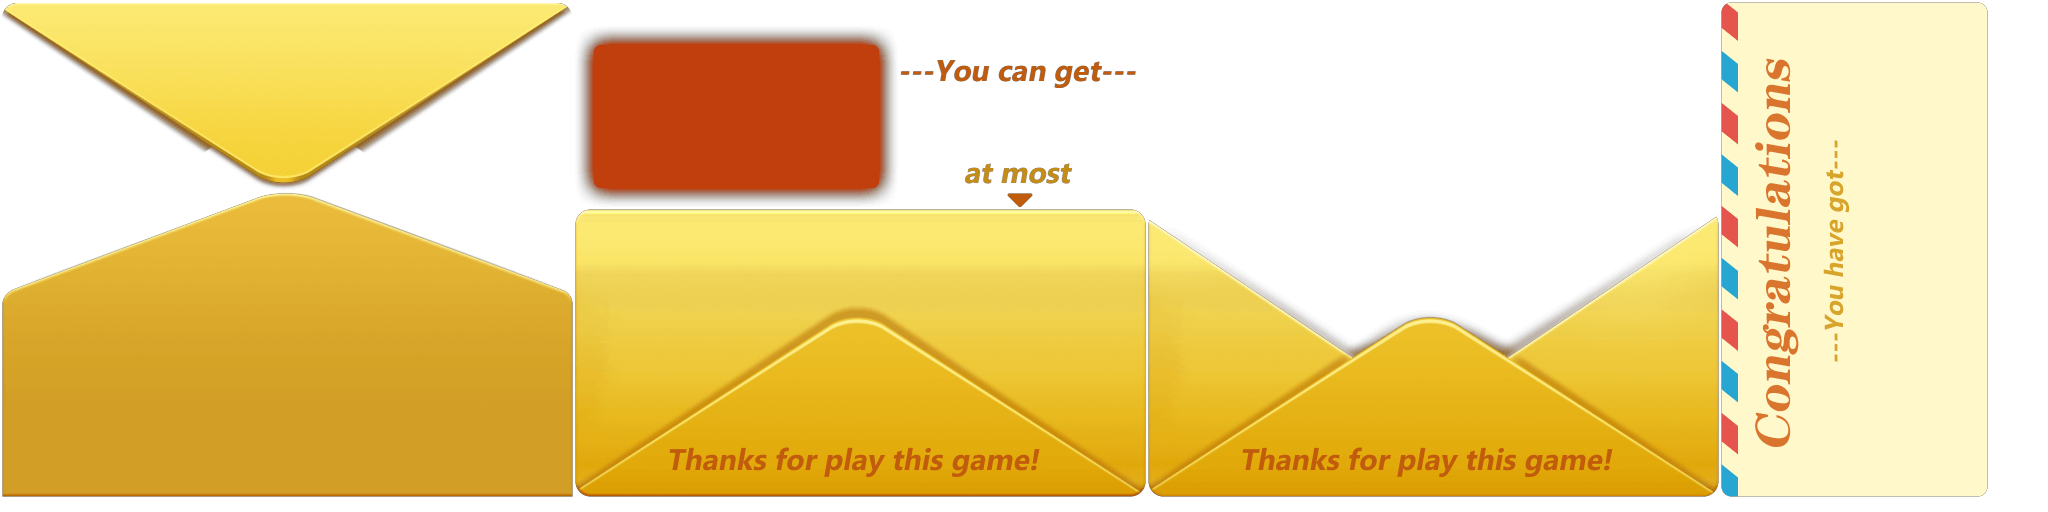 ---You can get---
at most
Thanks for play this game!
Thanks for play this game!
Congratulations
---You have got---